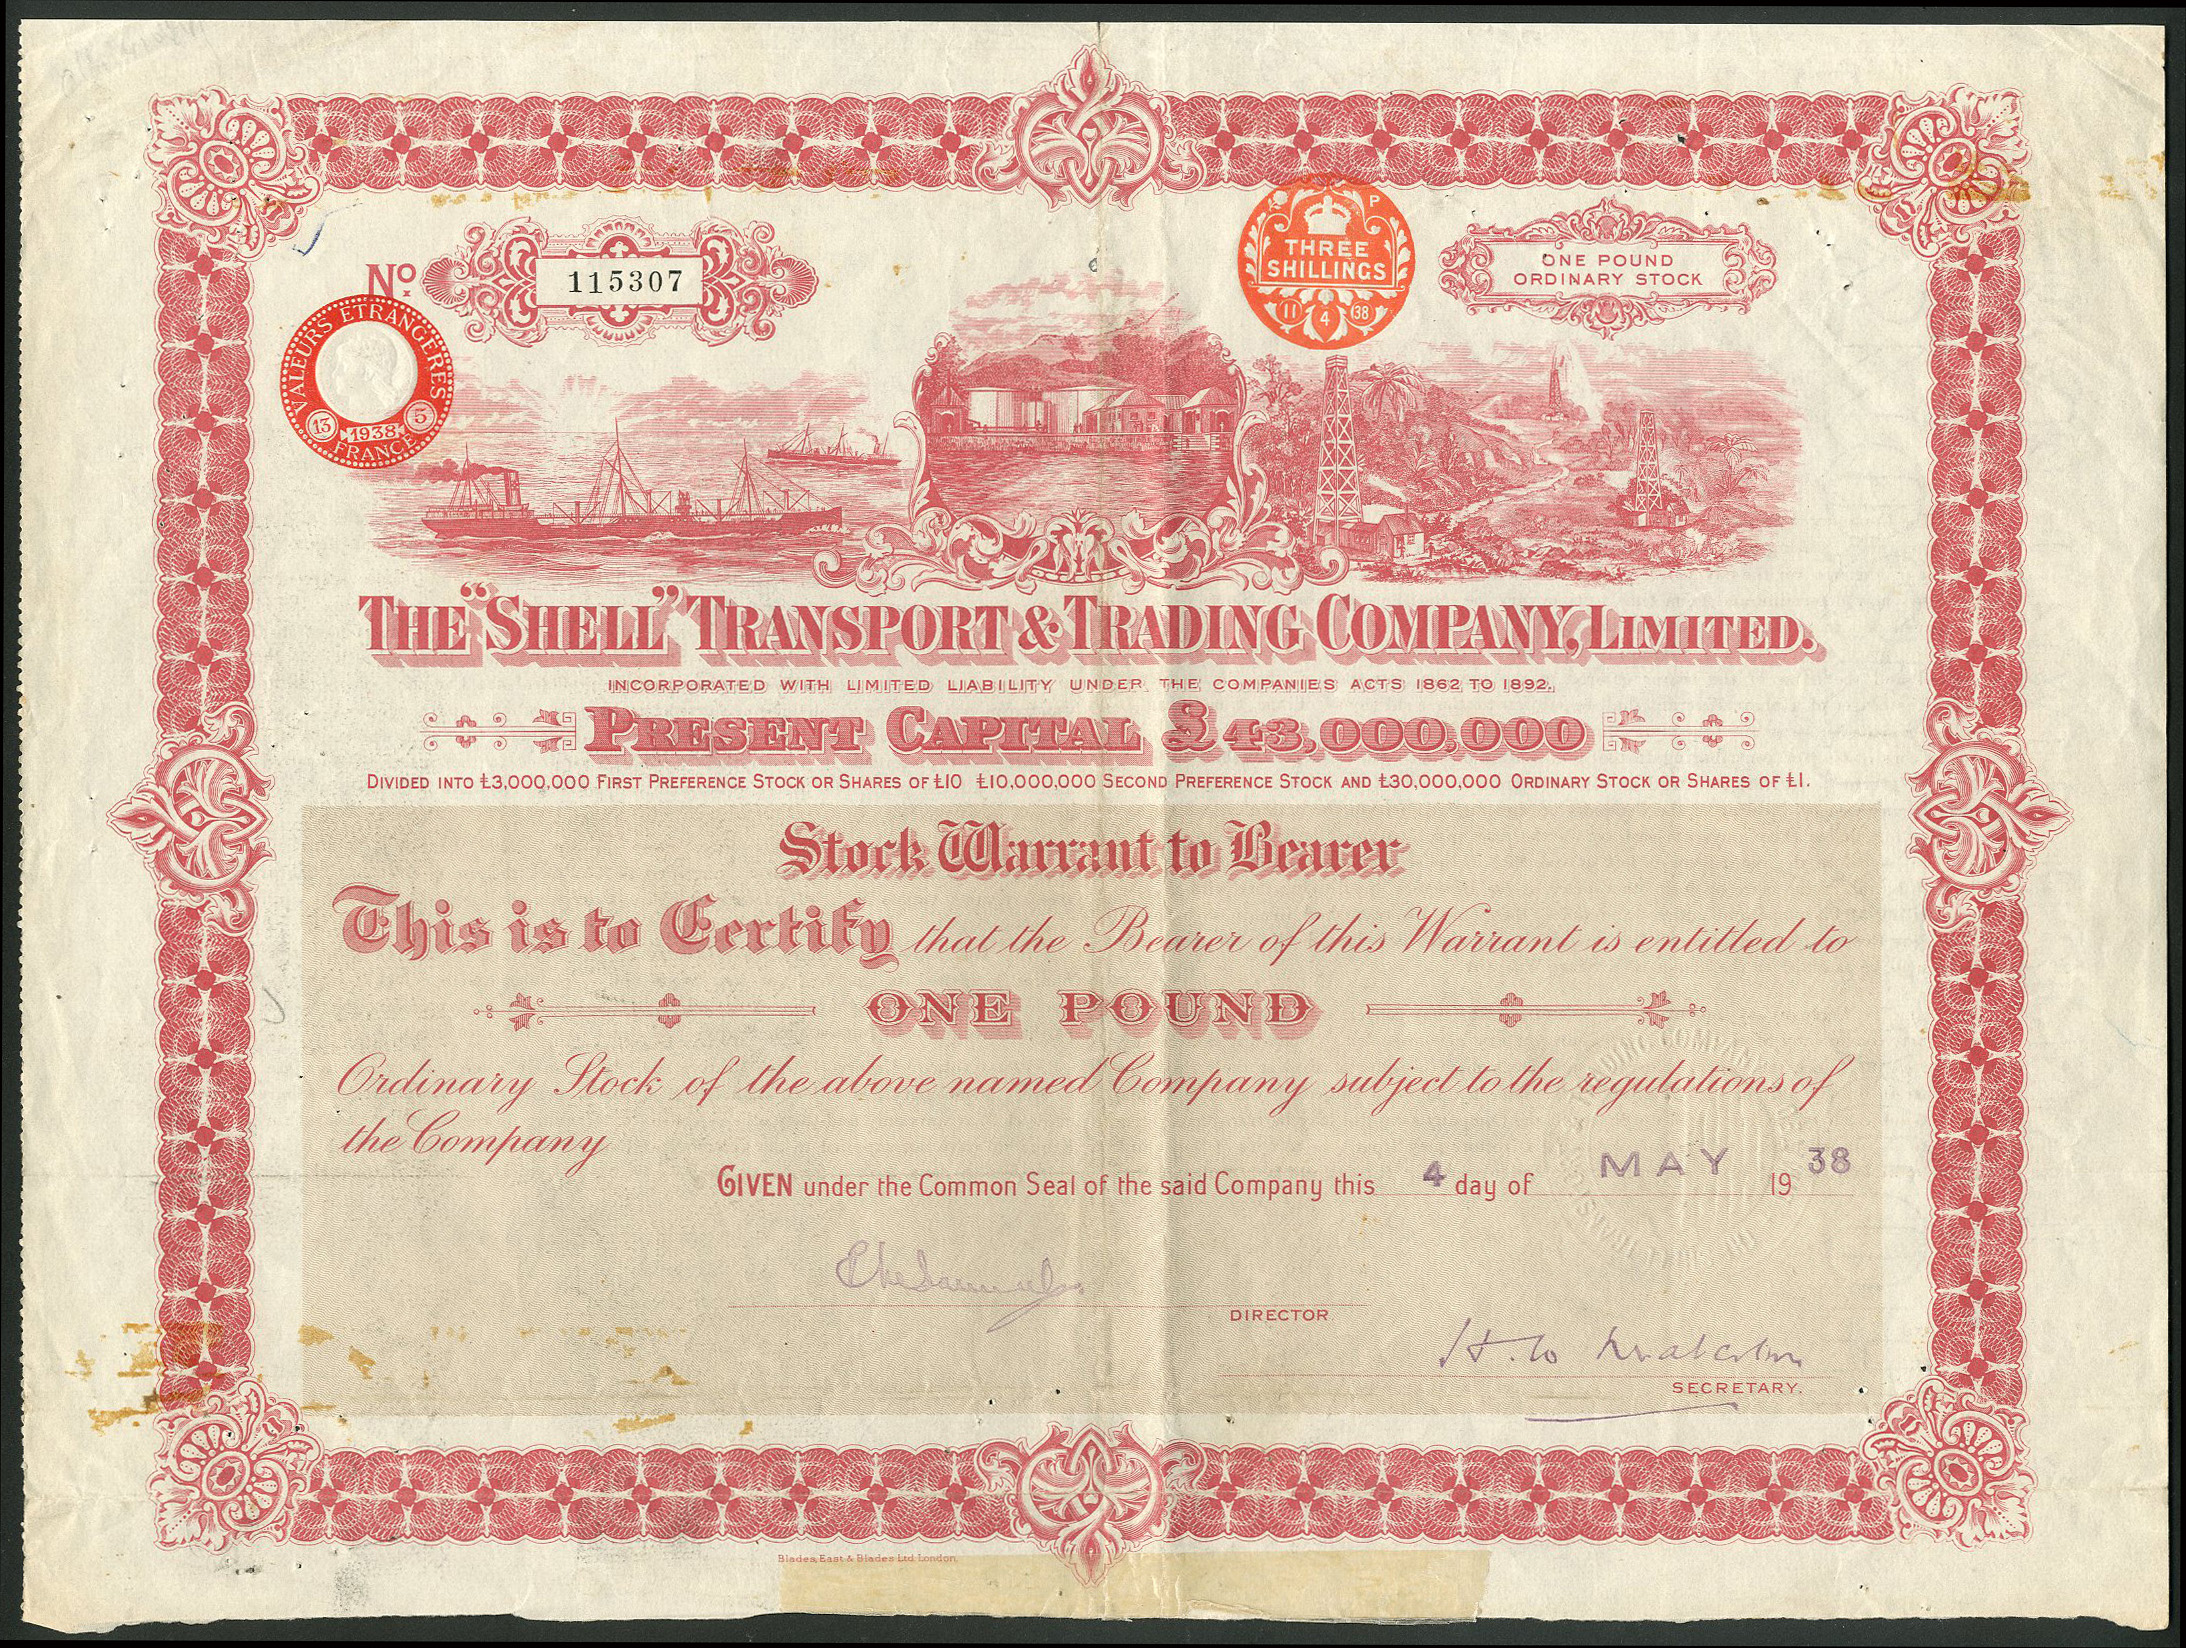 No. 115307
THREE
SHILLINGS
11 4 38
P
ONE POUND
ORDINARY STOCK
VALEURS ETRANGERES
13 1938 5
FRANCE
THE "SHELL" TRANSPORT & TRADING COMPANY, LIMITED.
INCORPORATED WITH LIMITED LIABILITY UNDER THE COMPANIES ACTS 1862 TO 1892.
PRESENT CAPITAL £43,000,000
DIVIDED INTO £3,000,000 FIRST PREFERENCE STOCK OR SHARES OF £10 £10,000,000 SECOND PREFERENCE STOCK AND £30,000,000 ORDINARY STOCK OR SHARES OF £1.
Stock Warrant to Bearer
This is to Certify that the Bearer of this Warrant is entitled to
ONE POUND
Ordinary Stock of the above named Company subject to the regulations of
the Company
GIVEN under the Common Seal of the said Company this 4 day of MAY 1938
DIRECTOR
H. W Malcolm
SECRETARY.
Blades, East & Blades Ltd. London.